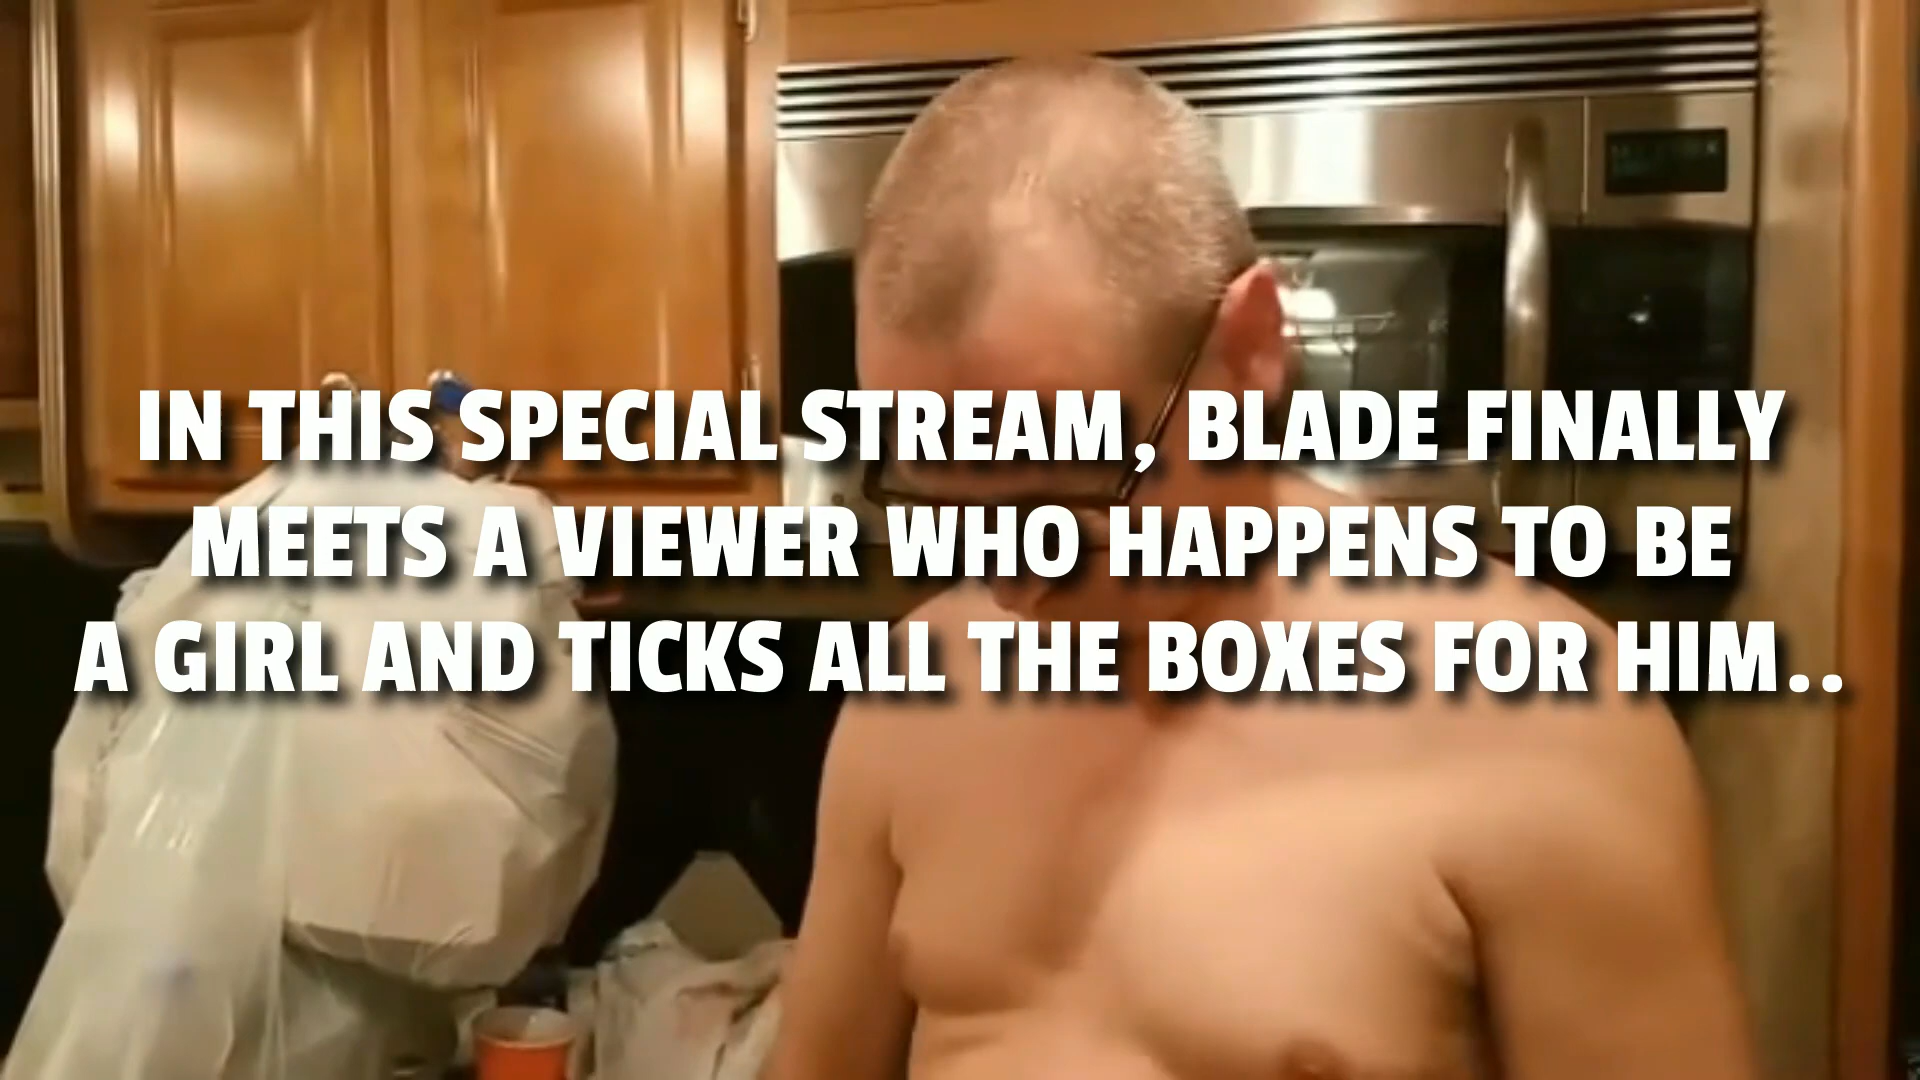 IN THIS SPECIAL STREAM, BLADE FINALLY
MEETS A VIEWER WHO HAPPENS TO BE
A GIRL AND TICKS ALL THE BOXES FOR HIM..